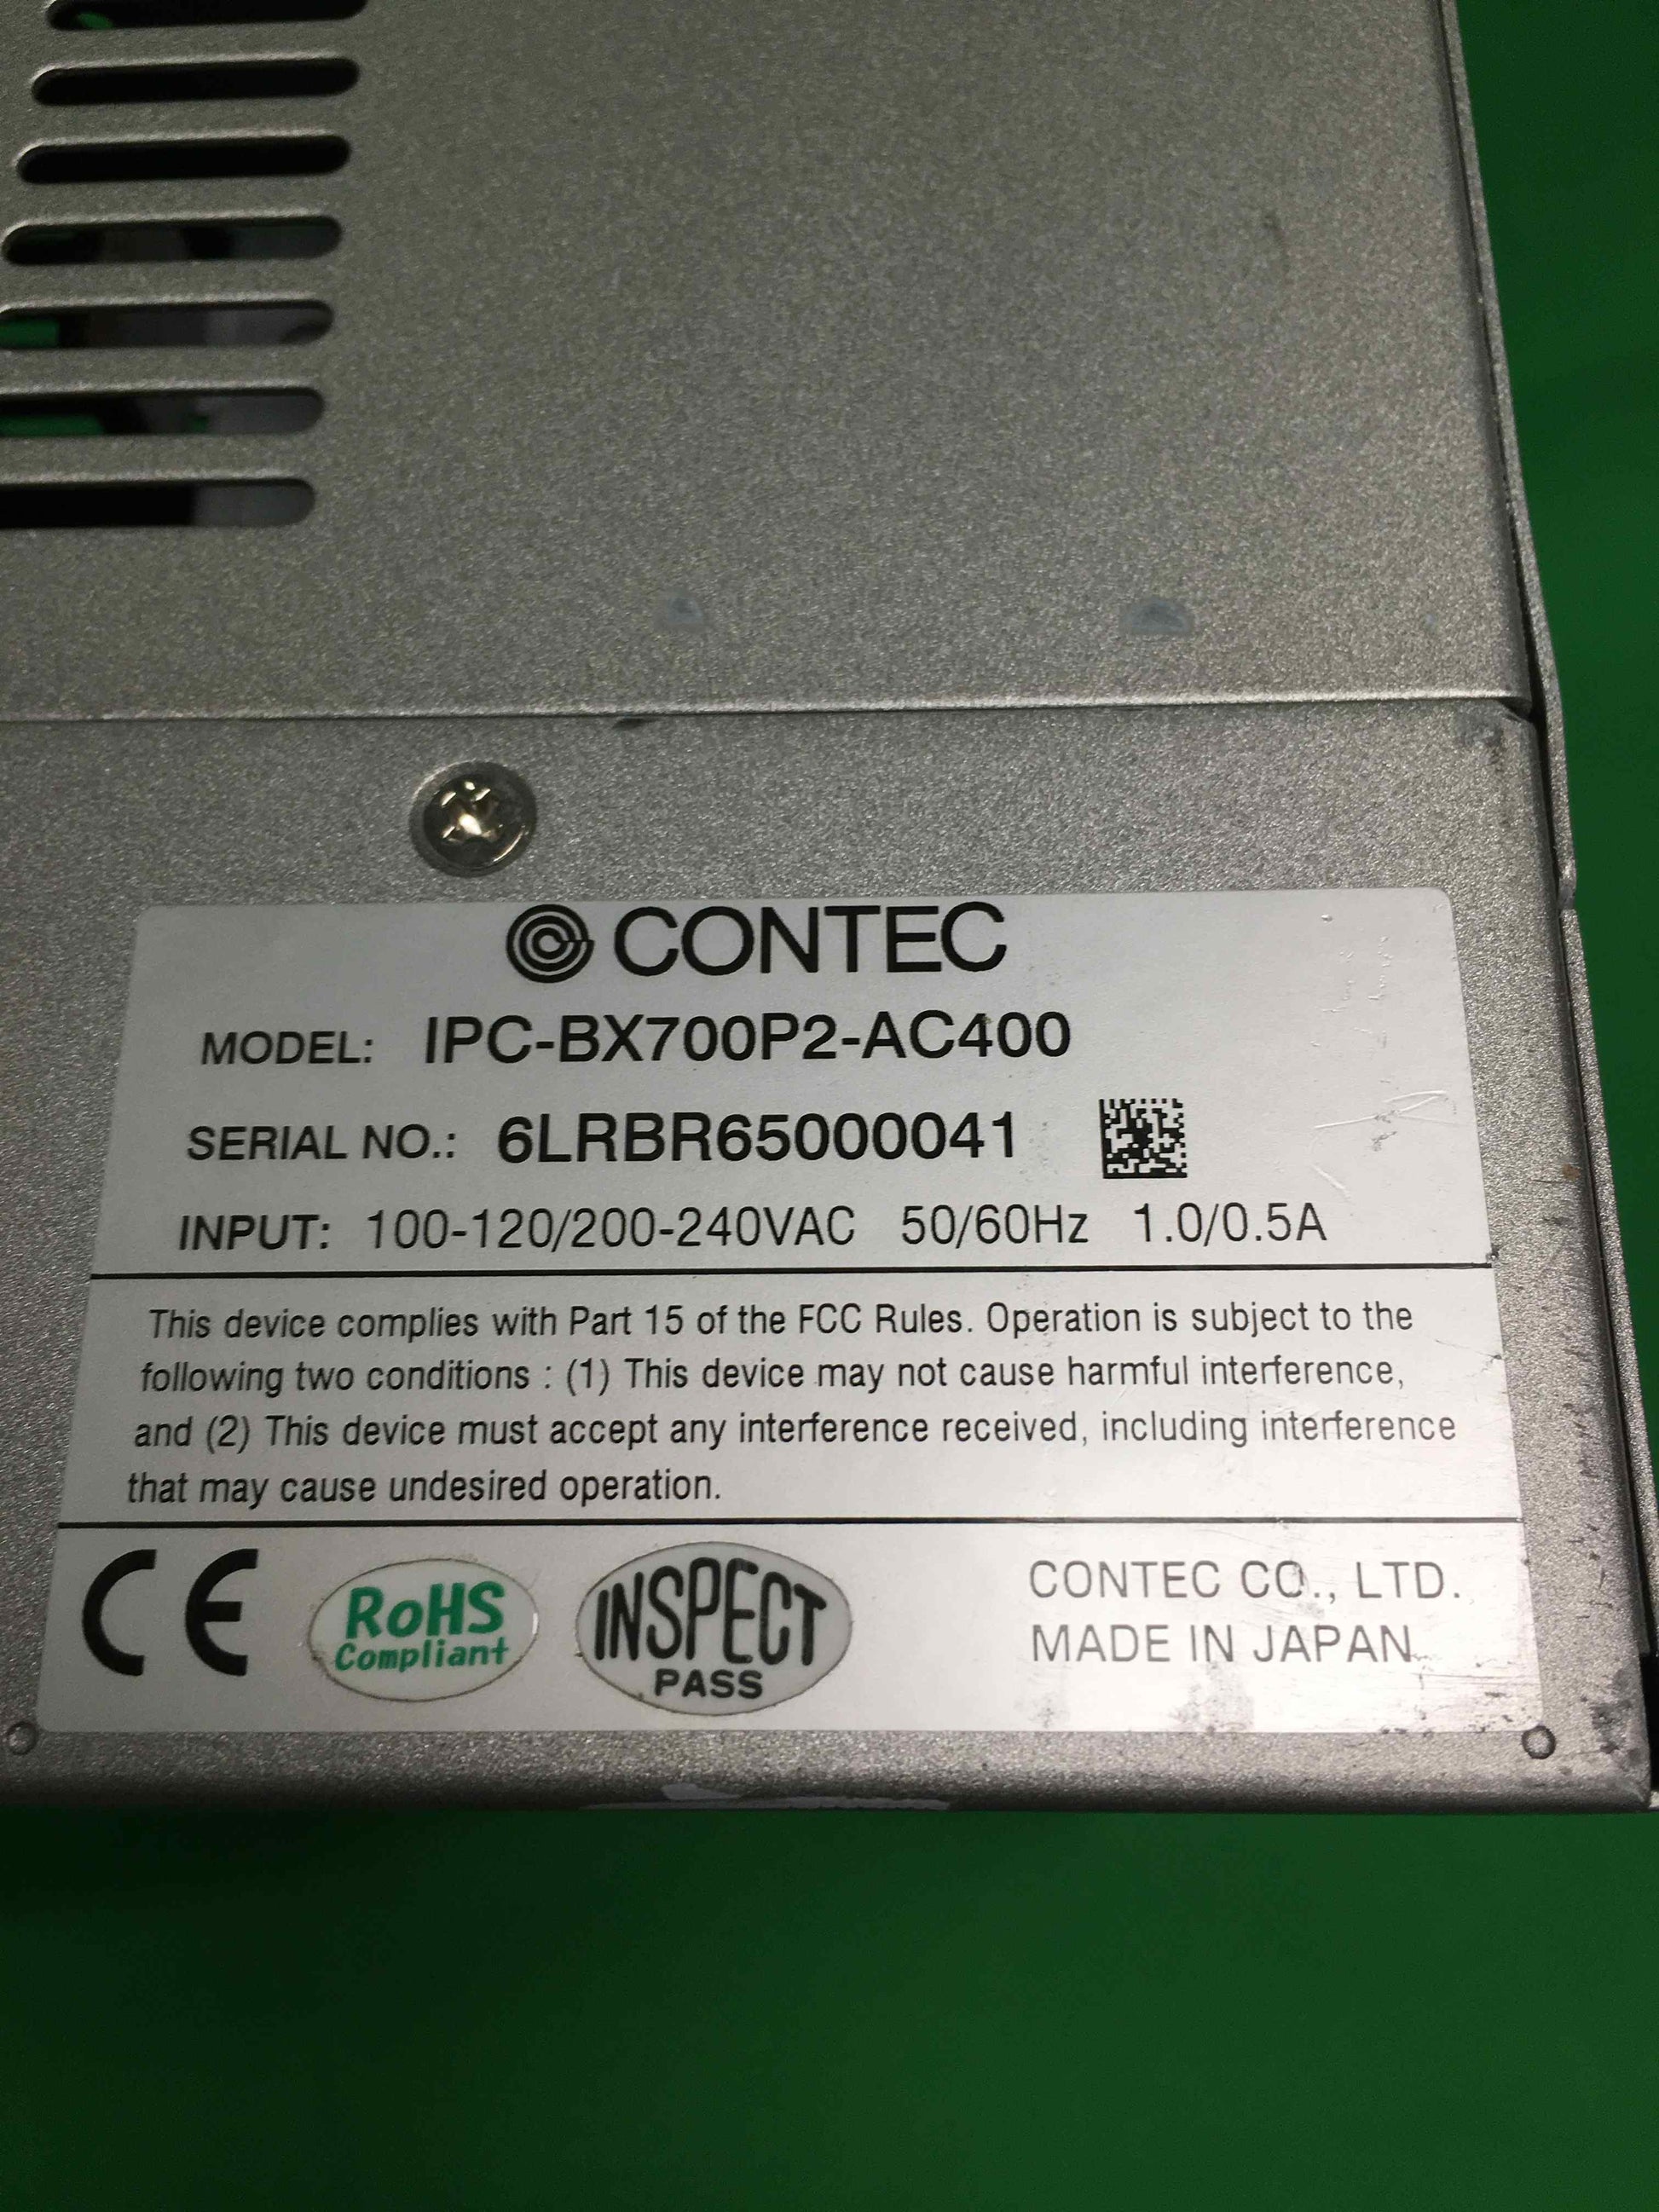 CONTEC
MODEL: IPC-BX700P2-AC400
SERIAL NO.: 6LRBR65000041
INPUT: 100-120/200-240VAC 50/60Hz 1.0/0.5A
This device complies with Part 15 of the FCC Rules. Operation is subject to the
following two conditions : (1) This device may not cause harmful interference,
and (2) This device must accept any interference received, including interference
that may cause undesired operation.
CE
RoHS
Compliant
INSPECT
PASS
CONTEC CO., LTD.
MADE IN JAPAN